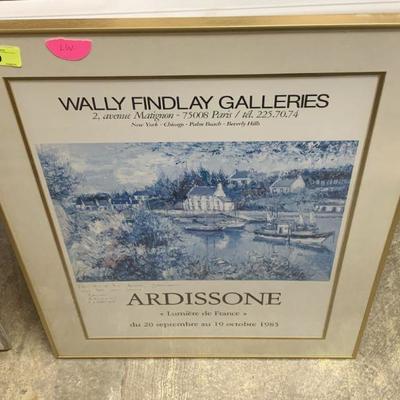 LW
WALLY FINDLAY GALLERIES
2, avenue Matignon - 75008 Paris / tél. 225.70.74
New York - Chicago - Palm Beach - Beverly Hills
ARDISSONE
« Lumière de France »
du 20 septembre au 19 octobre 1983